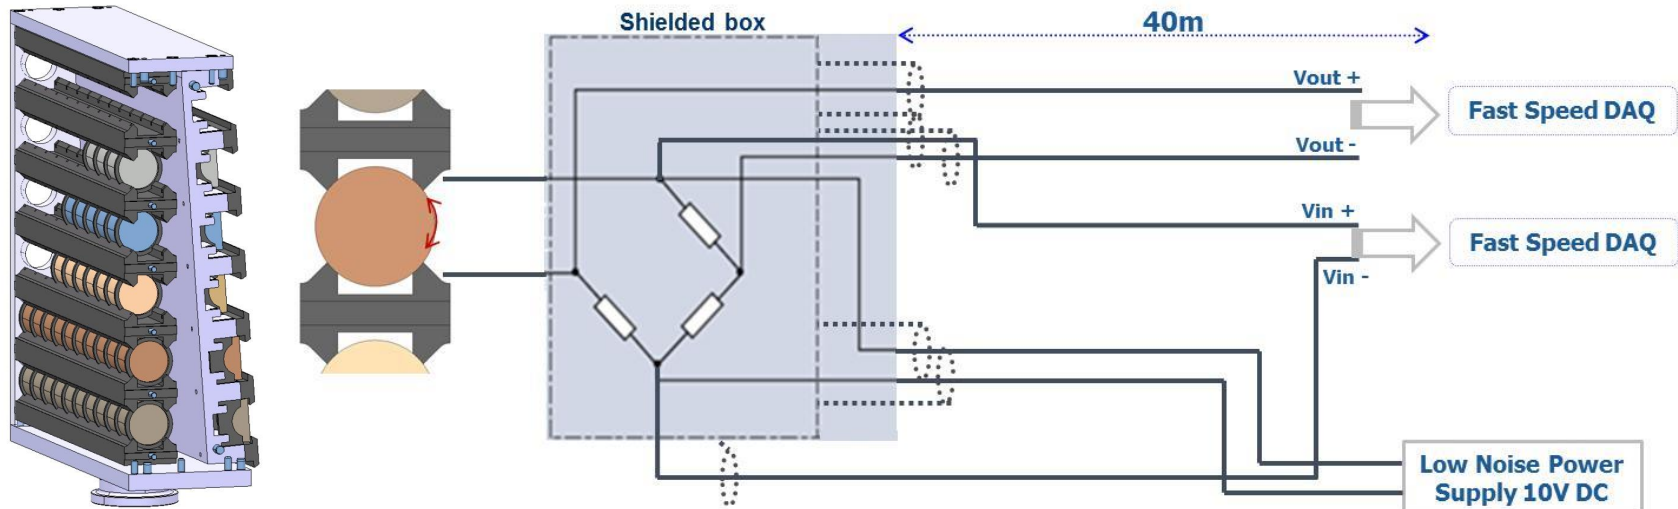 Shielded box
40m
Vout +
Fast Speed DAQ
Vout -
Vin +
Fast Speed DAQ
Vin -
Low Noise Power
Supply 10V DC